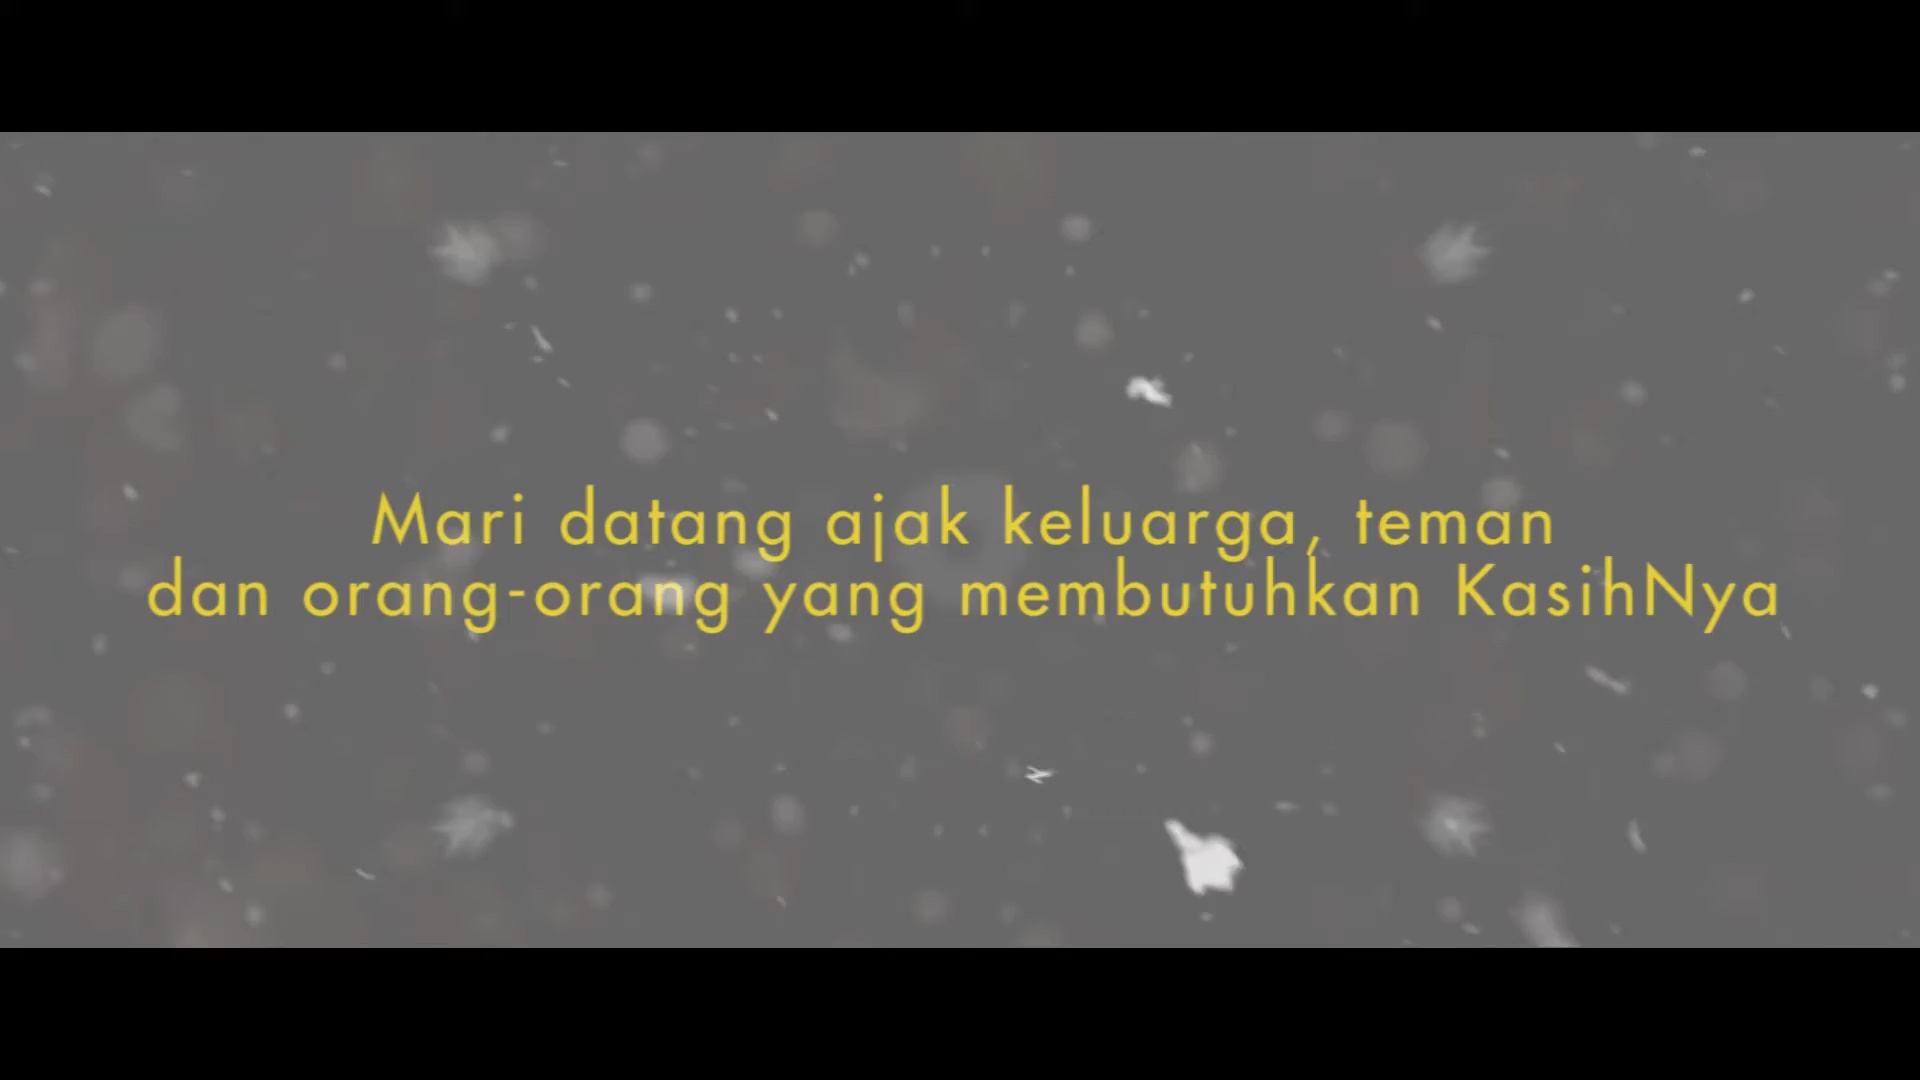 Mari datang ajak keluarga, teman
dan orang-orang yang membutuhkan KasihNya